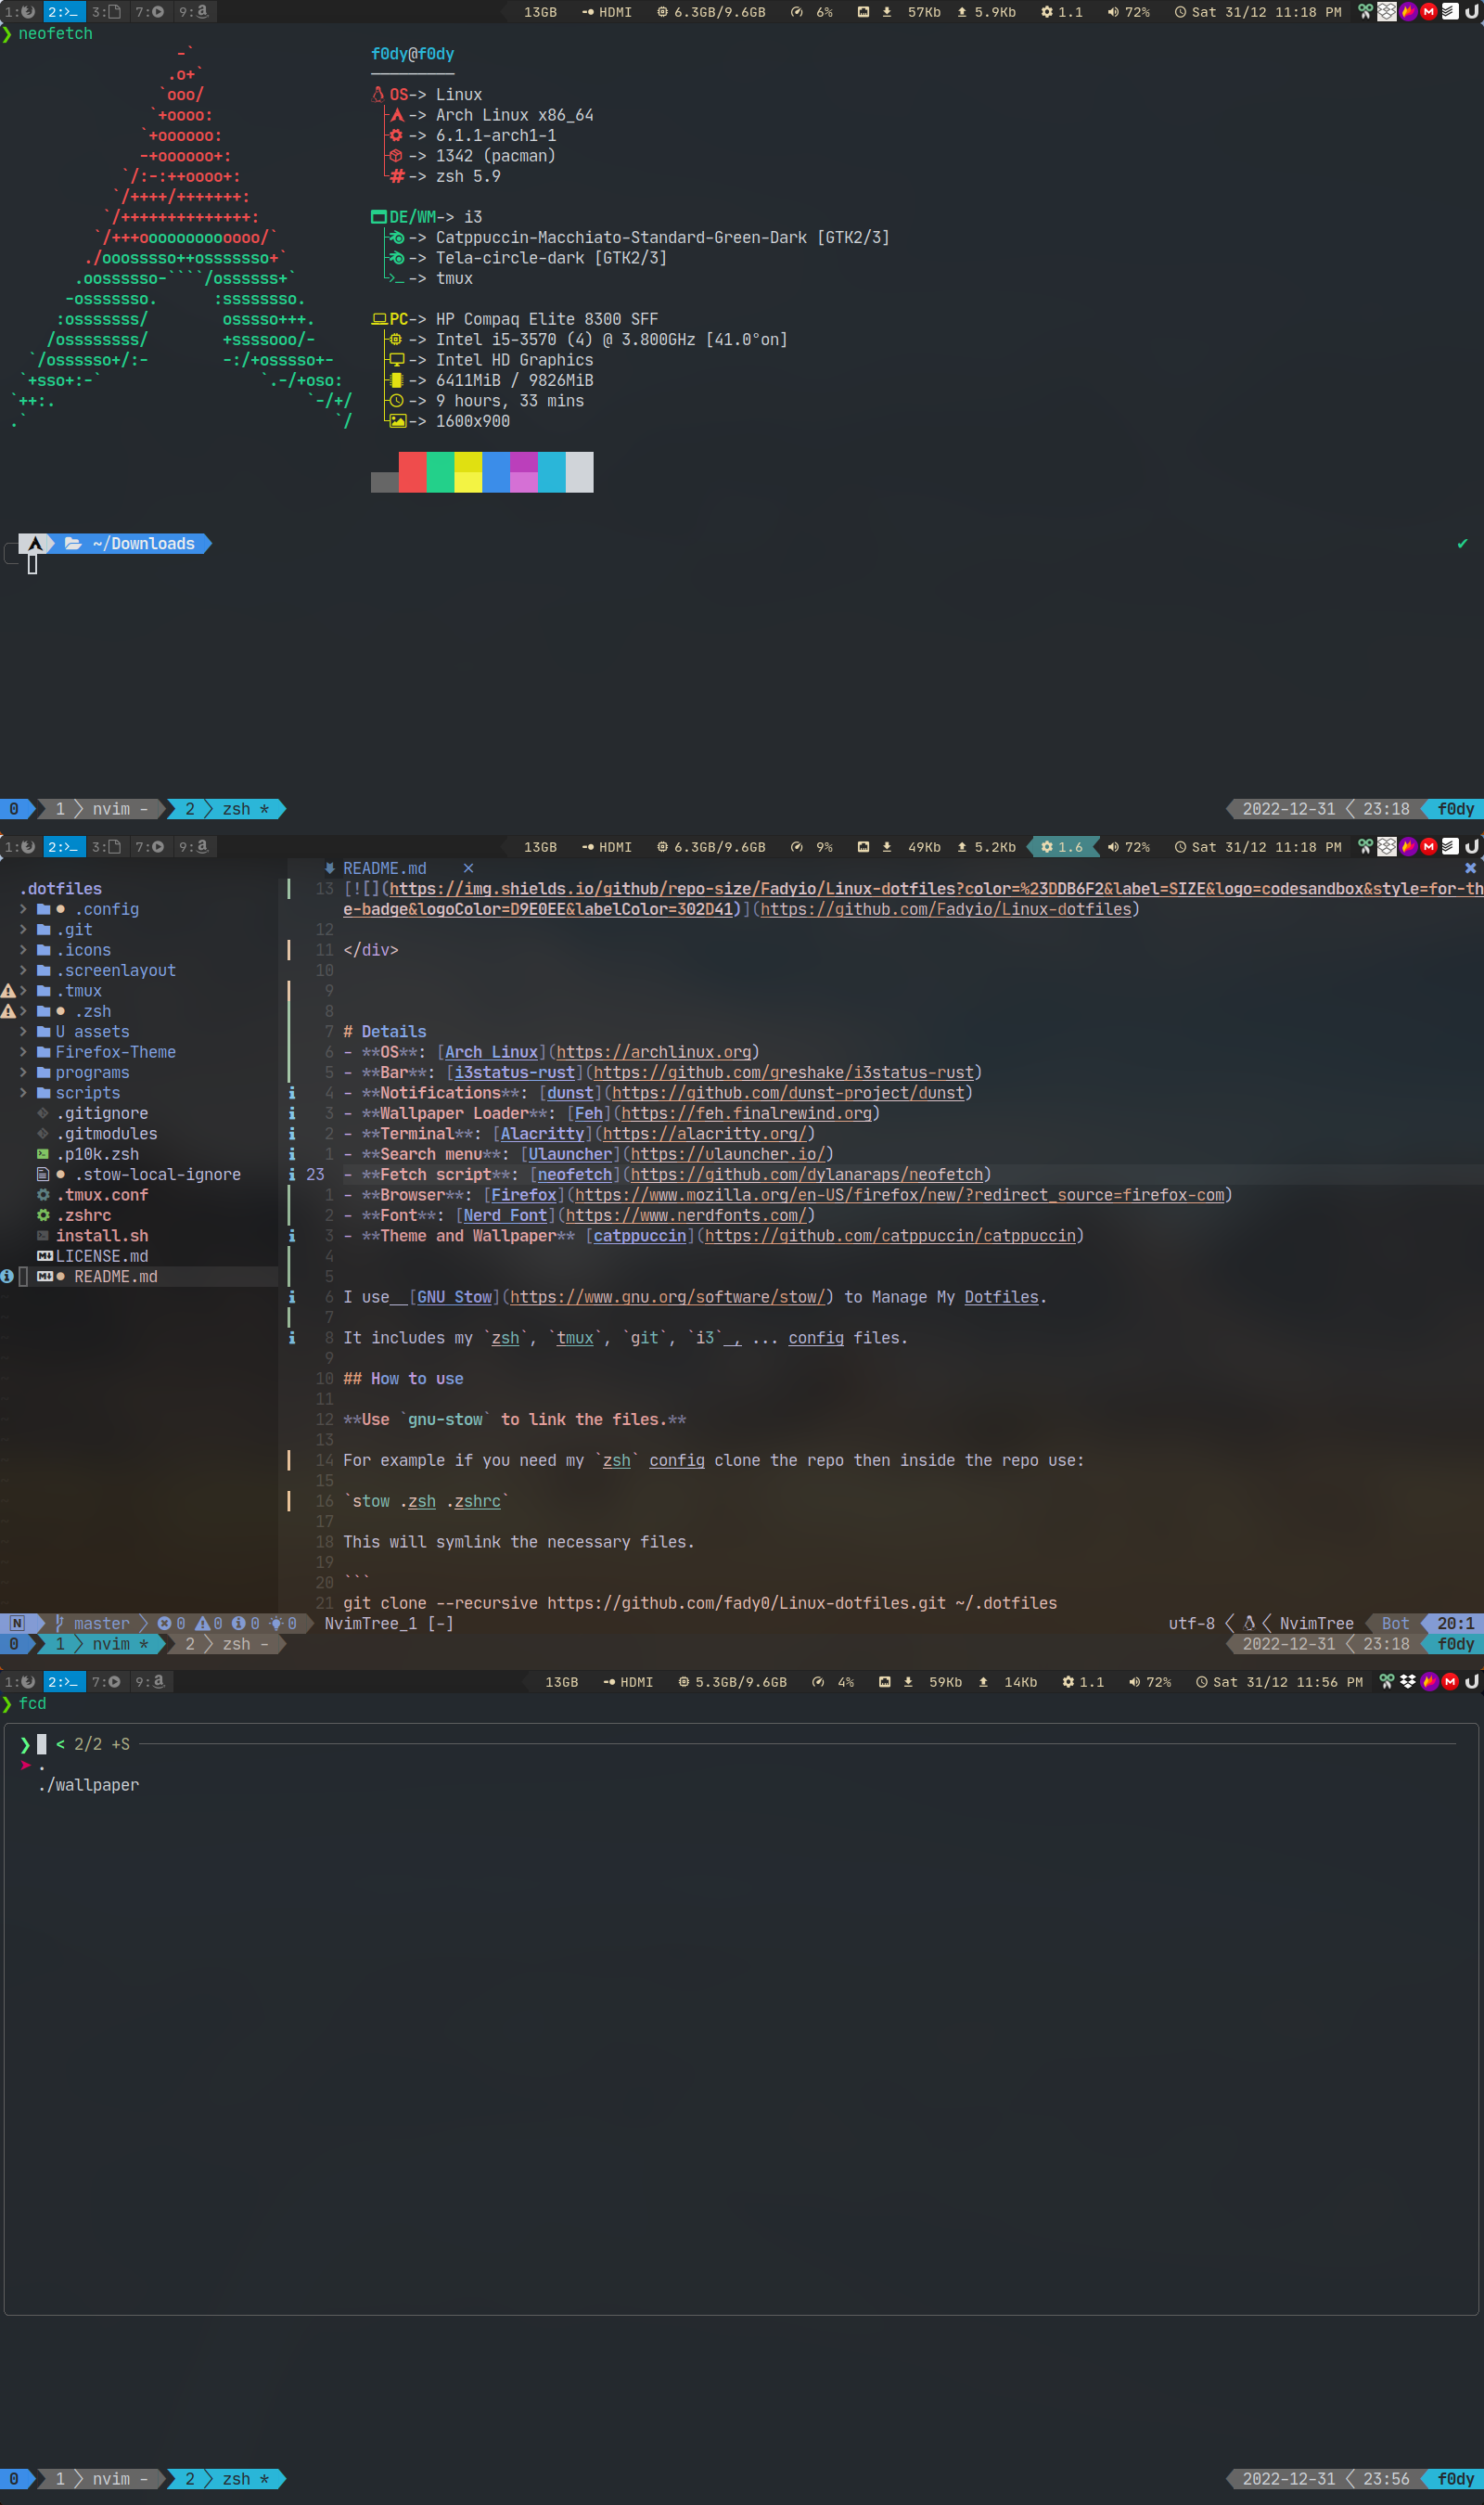 1: 2: 3: 7: 9:a 13GB HDMI 6.3GB/9.6GB 6% 57Kb 5.9Kb 1.1 72% Sat 31/12 11:18 PM
❯ neofetch
-`
.o+`
`ooo/
`+oooo:
`+oooooo:
-+oooooo+:
`/:-:++oooo+:
`/++++/+++++++:
`/++++++++++++++:
`/+++ooooooooooooo/`
./ooosssso++osssssso+`
.oossssso-````/ossssss+`
-osssssso.      :ssssssso.
:osssssss/        osssso+++.
/ossssssss/        +ssssooo/-
`/ossssso+/:-        -:/+osssso+-
`+sso+:-`                 `.-/+oso:
`++:.                           `-/+/
.`                                 `/
f0dy@f0dy
OS-> Linux
-> Arch Linux x86_64
-> 6.1.1-arch1-1
-> 1342 (pacman)
# -> zsh 5.9
DE/WM-> i3
-> Catppuccin-Macchiato-Standard-Green-Dark [GTK2/3]
-> Tela-circle-dark [GTK2/3]
-> tmux
PC-> HP Compaq Elite 8300 SFF
-> Intel i5-3570 (4) @ 3.800GHz [41.0°on]
-> Intel HD Graphics
-> 6411MiB / 9826MiB
-> 9 hours, 33 mins
-> 1600x900
~/Downloads ✔
0 1 nvim - 2 zsh * 2022-12-31 23:18 f0dy
1: 2: 3: 7: 9:a 13GB HDMI 6.3GB/9.6GB 9% 49Kb 5.2Kb 1.6 72% Sat 31/12 11:18 PM
README.md ×
.dotfiles
> .config
> .git
> .icons
> .screenlayout
> .tmux
> .zsh
> U assets
> Firefox-Theme
> programs
> scripts
.gitignore
.gitmodules
.p10k.zsh
.stow-local-ignore
.tmux.conf
.zshrc
install.sh
LICENSE.md
README.md
13 [![](https://img.shields.io/github/repo-size/Fadyio/Linux-dotfiles?color=%23DDB6F2&label=SIZE&logo=codesandbox&style=for-th
e-badge&logoColor=D9E0EE&labelColor=302D41)](https://github.com/Fadyio/Linux-dotfiles)
12
11 </div>
10
9
8
7 # Details
6 - **OS**: [Arch Linux](https://archlinux.org)
5 - **Bar**: [i3status-rust](https://github.com/greshake/i3status-rust)
4 - **Notifications**: [dunst](https://github.com/dunst-project/dunst)
3 - **Wallpaper Loader**: [Feh](https://feh.finalrewind.org)
2 - **Terminal**: [Alacritty](https://alacritty.org/)
1 - **Search menu**: [Ulauncher](https://ulauncher.io/)
23 - **Fetch script**: [neofetch](https://github.com/dylanaraps/neofetch)
1 - **Browser**: [Firefox](https://www.mozilla.org/en-US/firefox/new/?redirect_source=firefox-com)
2 - **Font**: [Nerd Font](https://www.nerdfonts.com/)
3 - **Theme and Wallpaper** [catppuccin](https://github.com/catppuccin/catppuccin)
4
5
6 I use  [GNU Stow](https://www.gnu.org/software/stow/) to Manage My Dotfiles.
7
8 It includes my `zsh`, `tmux`, `git`, `i3` , ... config files.
9
10 ## How to use
11
12 **Use `gnu-stow` to link the files.**
13
14 For example if you need my `zsh` config clone the repo then inside the repo use:
15
16 `stow .zsh .zshrc`
17
18 This will symlink the necessary files.
19
20 ```
21 git clone --recursive https://github.com/fady0/Linux-dotfiles.git ~/.dotfiles
N master 0 0 0 0 NvimTree_1 [-] utf-8 NvimTree Bot 20:1
0 1 nvim * 2 zsh - 2022-12-31 23:18 f0dy
1: 2: 7: 9:a 13GB HDMI 5.3GB/9.6GB 4% 59Kb 14Kb 1.1 72% Sat 31/12 11:56 PM
❯ fcd
❯ < 2/2 +S
.
./wallpaper
0 1 nvim - 2 zsh * 2022-12-31 23:56 f0dy